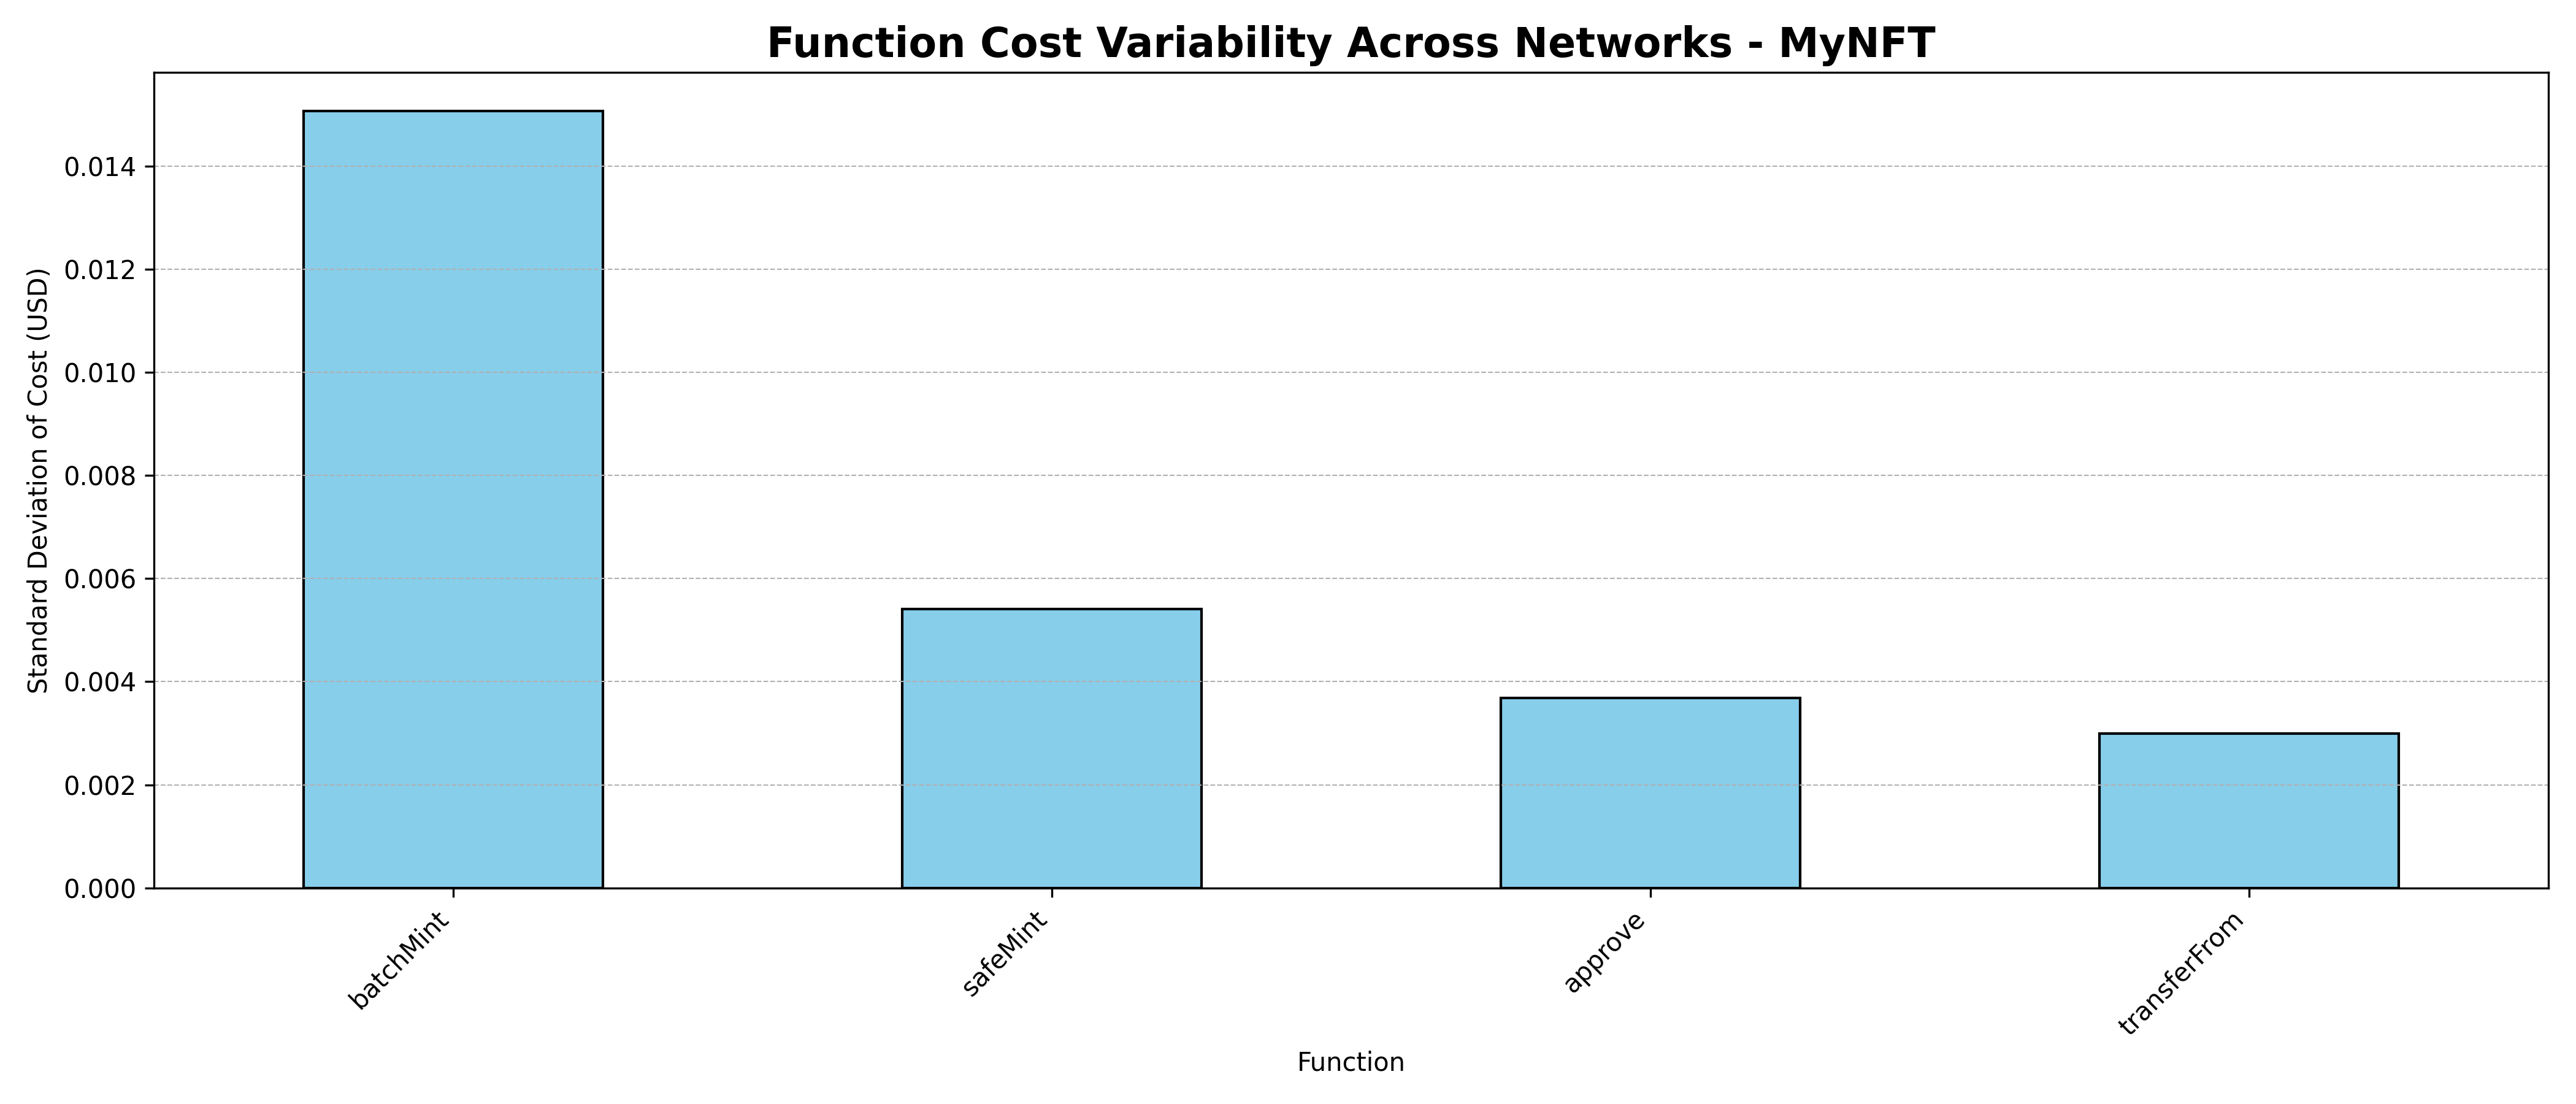 Function Cost Variability Across Networks - MyNFT
Standard Deviation of Cost (USD)
0.014
0.012
0.010
0.008
0.006
0.004
0.002
0.000
batchMint
safeMint
approve
transferFrom
Function